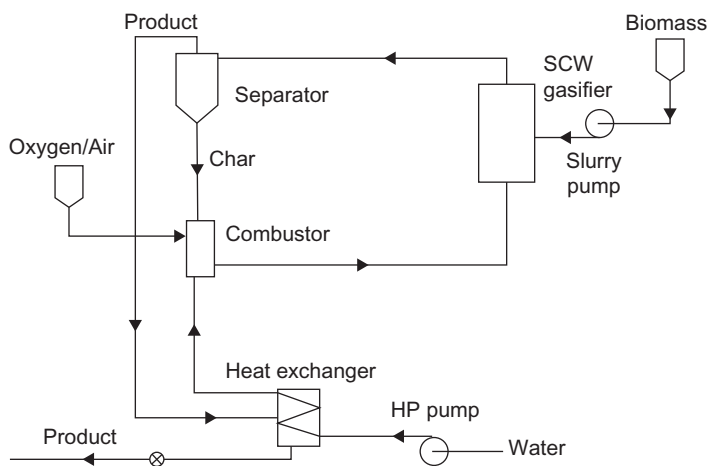 Product
Biomass
SCW
gasifier
Separator
Oxygen/Air
Char
Slurry
pump
Combustor
Heat exchanger
HP pump
Product
Water